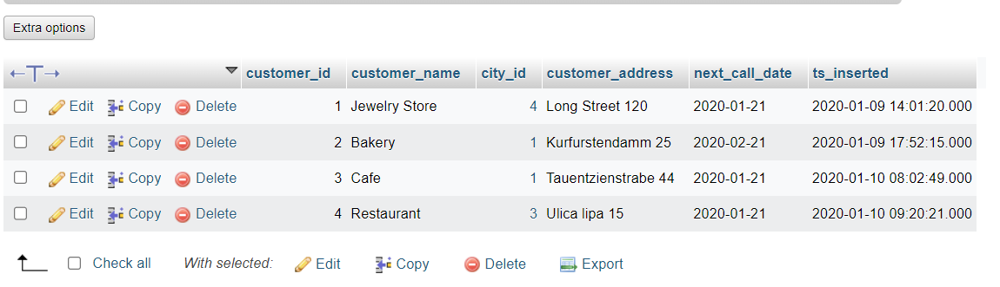 Extra options
←T→ customer_id customer_name city_id customer_address next_call_date ts_inserted
Edit Copy Delete 1 Jewelry Store 4 Long Street 120 2020-01-21 2020-01-09 14:01:20.000
Edit Copy Delete 2 Bakery 1 Kurfurstendamm 25 2020-02-21 2020-01-09 17:52:15.000
Edit Copy Delete 3 Cafe 1 Tauentzienstrabe 44 2020-01-21 2020-01-10 08:02:49.000
Edit Copy Delete 4 Restaurant 3 Ulica lipa 15 2020-01-21 2020-01-10 09:20:21.000
Check all With selected: Edit Copy Delete Export